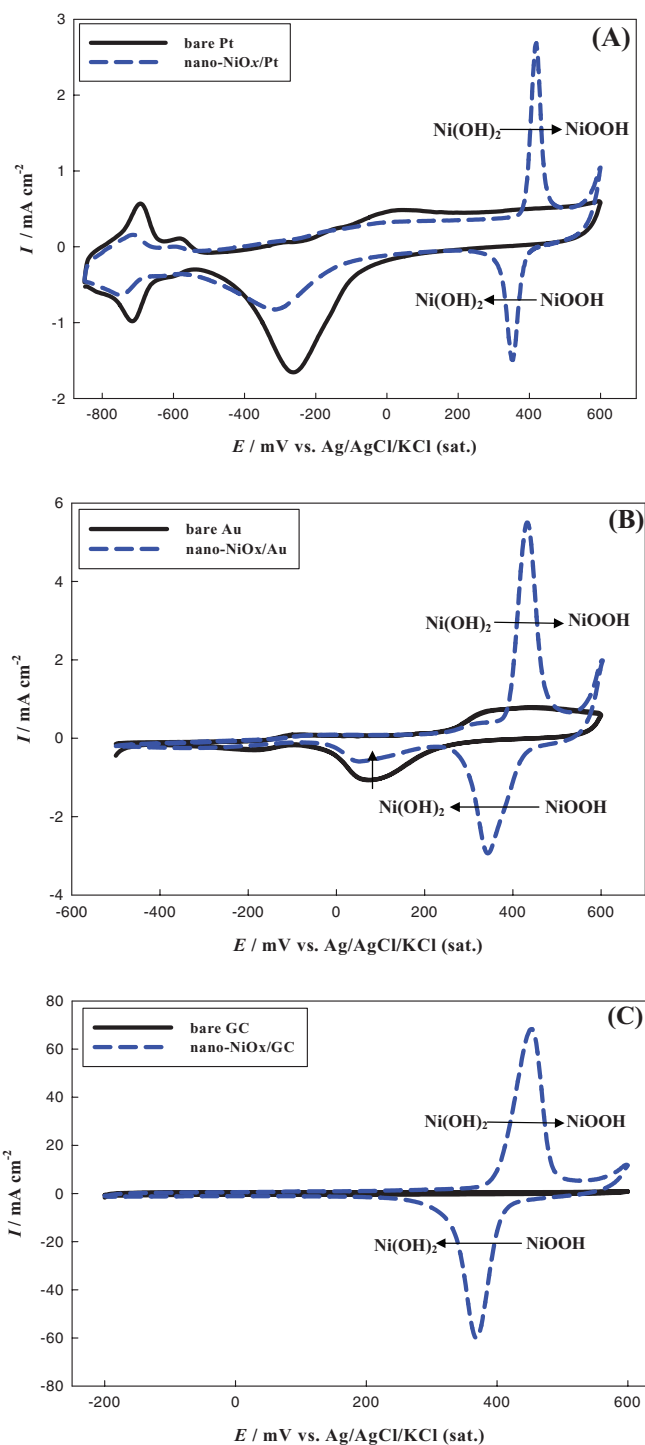 (A)
bare Pt
nano-NiOx/Pt
3
2
1
0
-1
-2
I / mA cm-2
Ni(OH)2 NiOOH
Ni(OH)2 NiOOH
-800 -600 -400 -200 0 200 400 600
E / mV vs. Ag/AgCl/KCl (sat.)
(B)
bare Au
nano-NiOx/Au
6
4
2
0
-2
-4
I / mA cm-2
Ni(OH)2 NiOOH
Ni(OH)2 NiOOH
-600 -400 -200 0 200 400 600
E / mV vs. Ag/AgCl/KCl (sat.)
(C)
bare GC
nano-NiOx/GC
80
60
40
20
0
-20
-40
-60
-80
I / mA cm-2
Ni(OH)2 NiOOH
Ni(OH)2 NiOOH
-200 0 200 400 600
E / mV vs. Ag/AgCl/KCl (sat.)